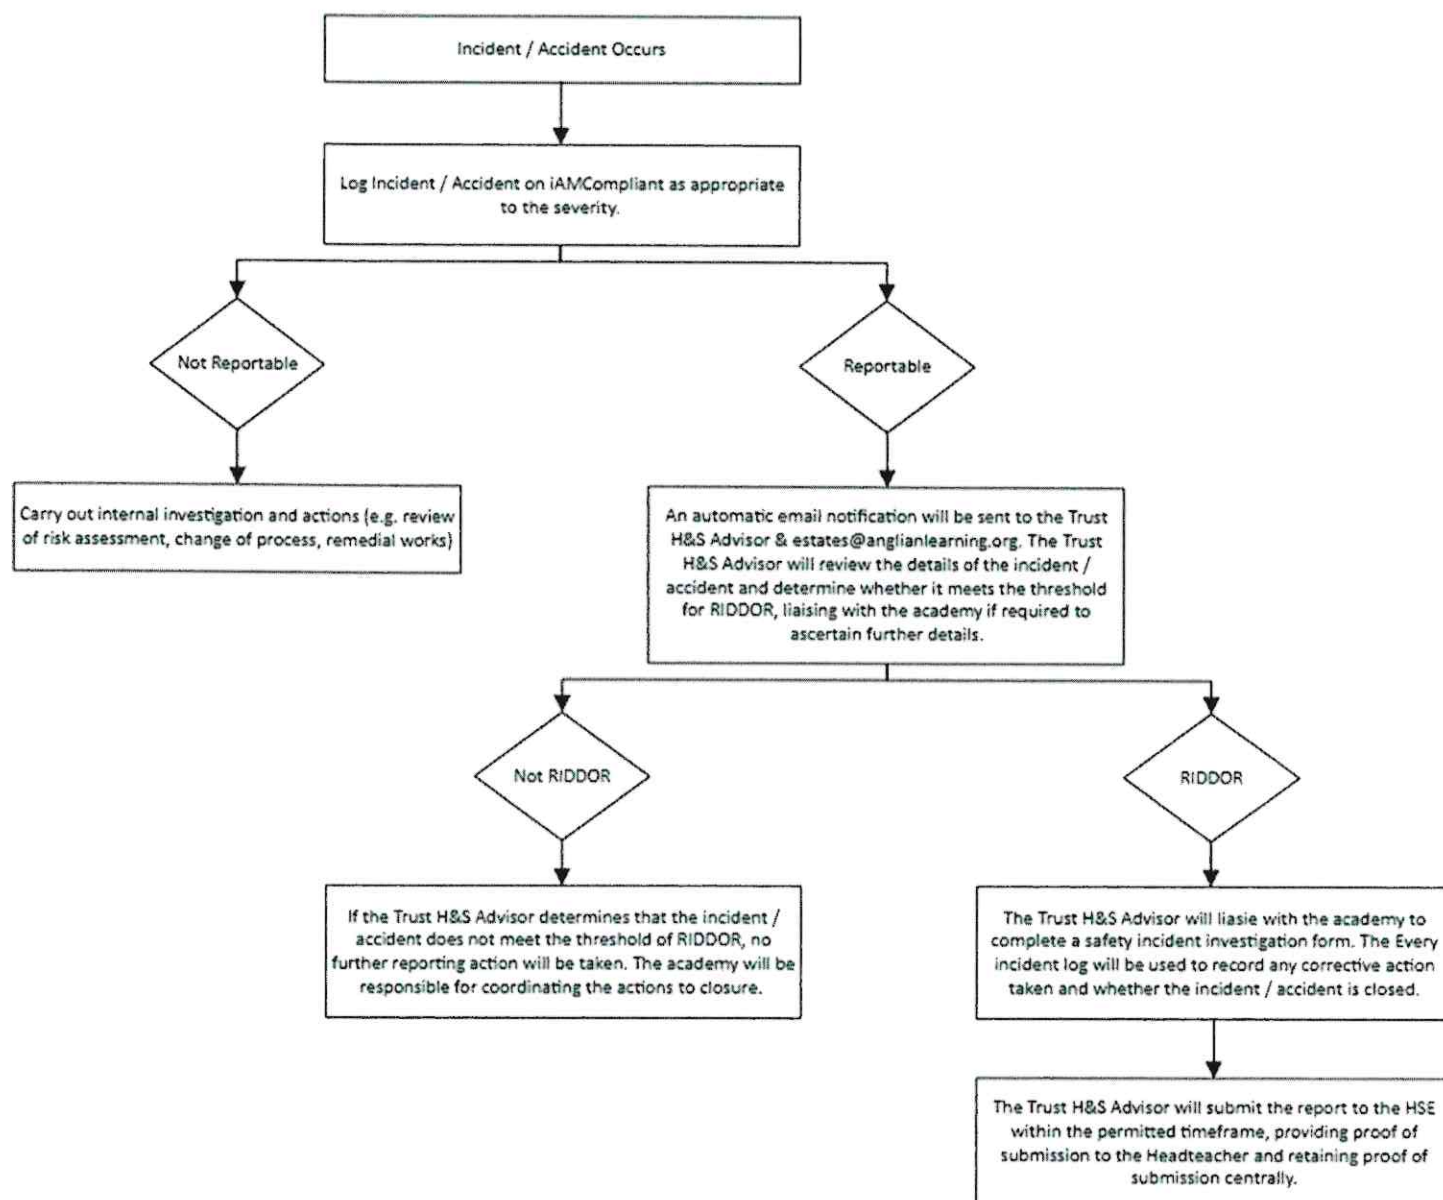 Incident / Accident Occurs
Log Incident / Accident on iAMCompliant as appropriate
to the severity.
Not Reportable
Reportable
Carry out internal investigation and actions (e.g. review
of risk assessment, change of process, remedial works)
An automatic email notification will be sent to the Trust
H&S Advisor & estates@anglianlearning.org. The Trust
H&S Advisor will review the details of the incident /
accident and determine whether it meets the threshold
for RIDDOR, liaising with the academy if required to
ascertain further details.
Not RIDDOR
RIDDOR
If the Trust H&S Advisor determines that the incident /
accident does not meet the threshold of RIDDOR, no
further reporting action will be taken. The academy will be
responsible for coordinating the actions to closure.
The Trust H&S Advisor will liasie with the academy to
complete a safety incident investigation form. The Every
incident log will be used to record any corrective action
taken and whether the incident / accident is closed.
The Trust H&S Advisor will submit the report to the HSE
within the permitted timeframe, providing proof of
submission to the Headteacher and retaining proof of
submission centrally.